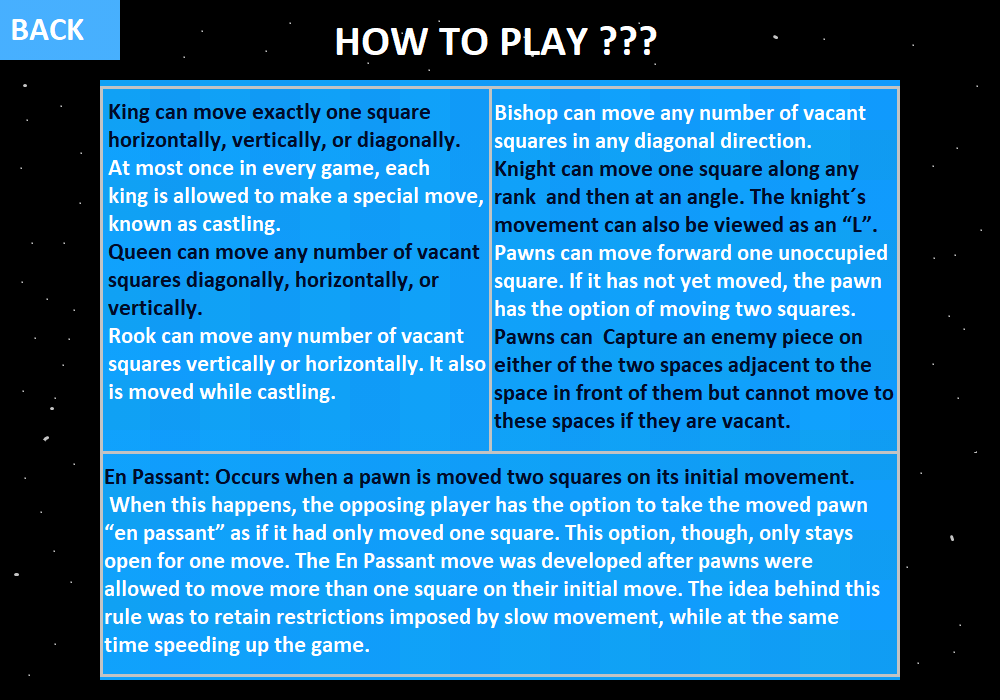 BACK
HOW TO PLAY ???
King can move exactly one square
horizontally, vertically, or diagonally.
At most once in every game, each
king is allowed to make a special move,
known as castling.
Queen can move any number of vacant
squares diagonally, horizontally, or
vertically.
Rook can move any number of vacant
squares vertically or horizontally. It also
is moved while castling.
Bishop can move any number of vacant
squares in any diagonal direction.
Knight can move one square along any
rank  and then at an angle. The knight´s
movement can also be viewed as an “L”.
Pawns can move forward one unoccupied
square. If it has not yet moved, the pawn
has the option of moving two squares.
Pawns can  Capture an enemy piece on
either of the two spaces adjacent to the
space in front of them but cannot move to
these spaces if they are vacant.
En Passant: Occurs when a pawn is moved two squares on its initial movement.
When this happens, the opposing player has the option to take the moved pawn
“en passant” as if it had only moved one square. This option, though, only stays
open for one move. The En Passant move was developed after pawns were
allowed to move more than one square on their initial move. The idea behind this
rule was to retain restrictions imposed by slow movement, while at the same
time speeding up the game.